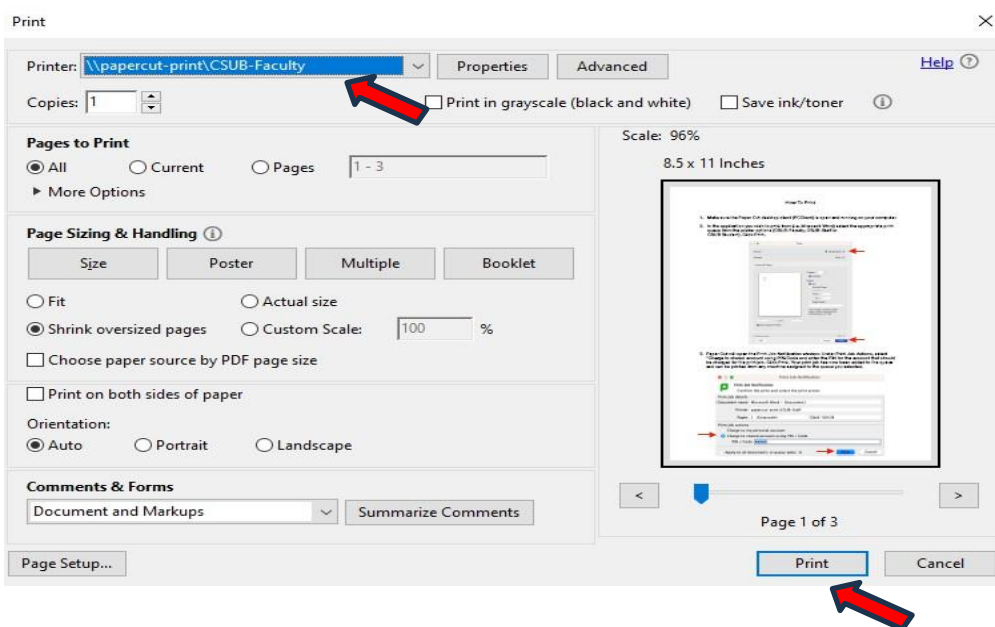 Print
Printer: \\papercut-print\CSUB-Faculty Properties Advanced Help
Copies: 1 Print in grayscale (black and white) Save ink/toner
Pages to Print
All Current Pages 1 - 3
More Options
Scale: 96%
8.5 x 11 Inches
Page Sizing & Handling
Size Poster Multiple Booklet
Fit Actual size
Shrink oversized pages Custom Scale: 100 %
Choose paper source by PDF page size
Print on both sides of paper
Orientation:
Auto Portrait Landscape
Comments & Forms
Document and Markups Summarize Comments
How To Print
Print Job Notification
< >
Page 1 of 3
Page Setup... Print Cancel